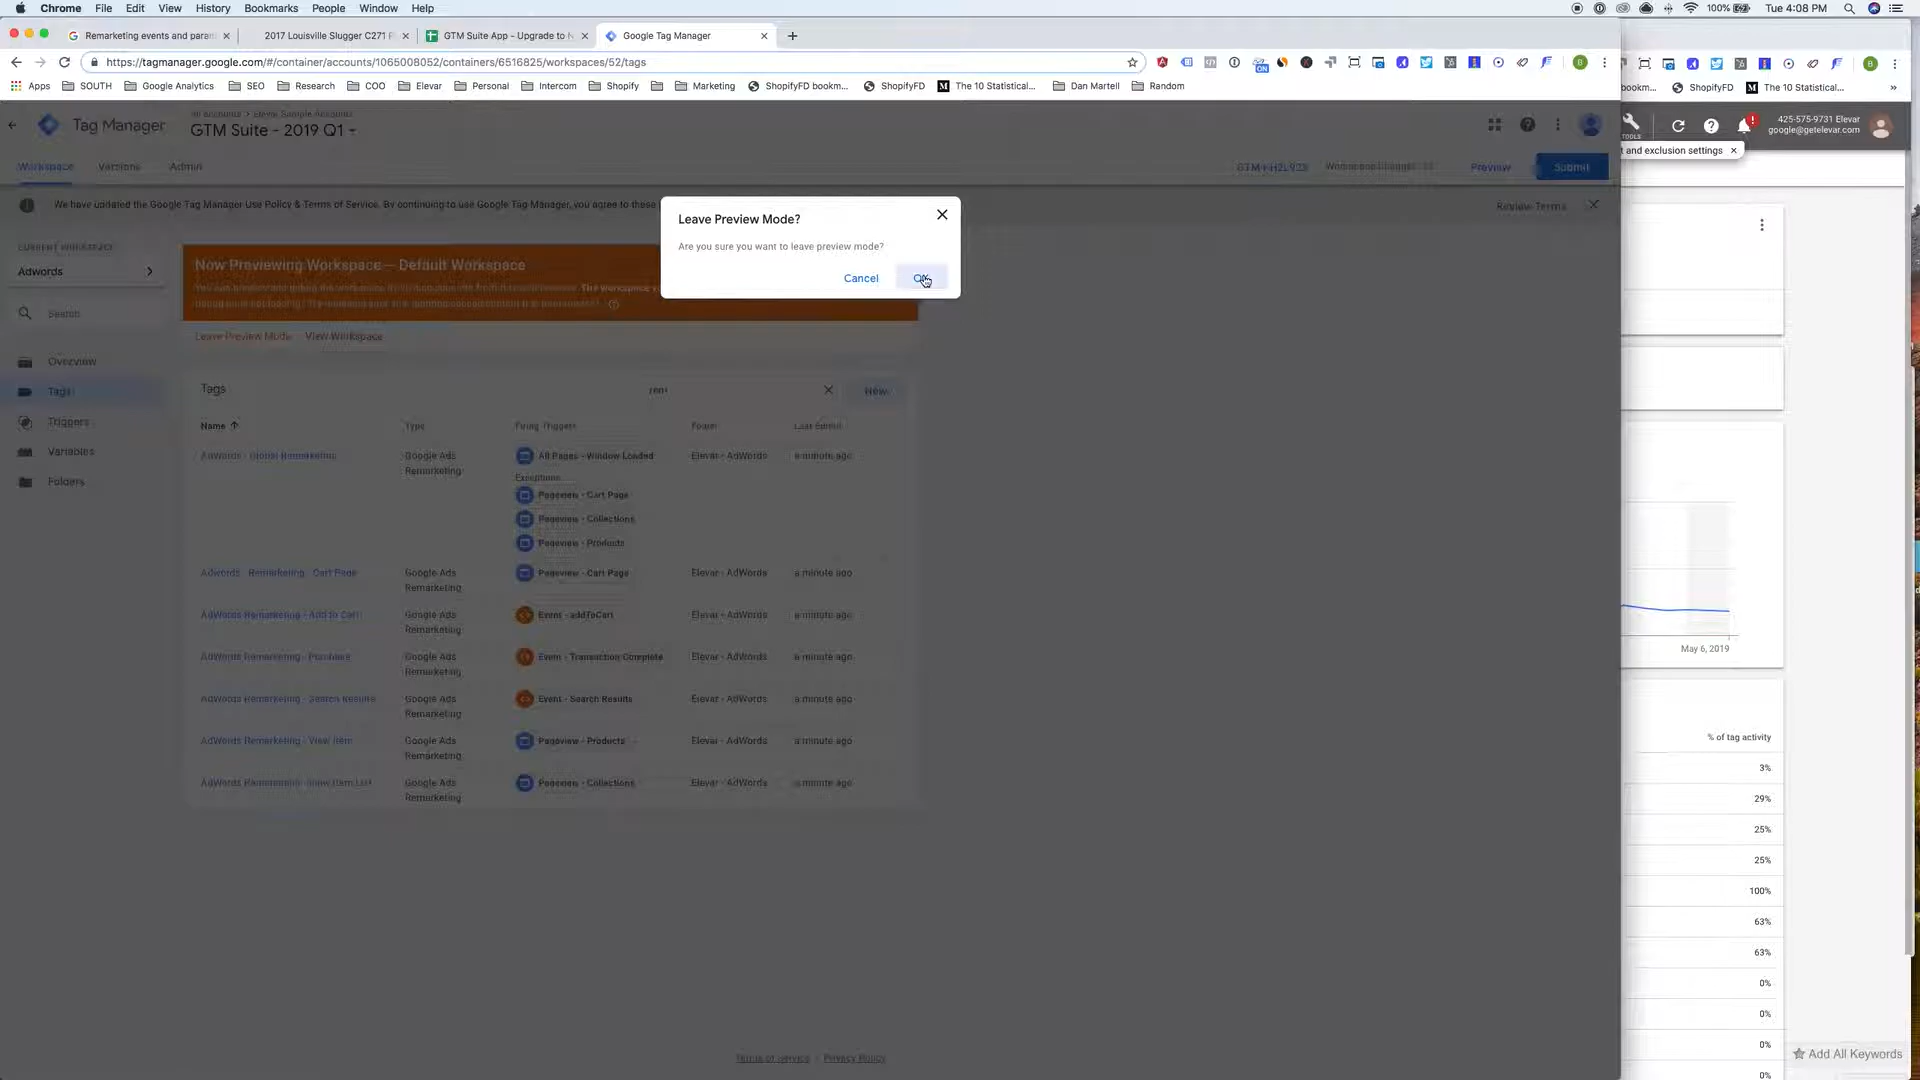 Chrome File Edit View History Bookmarks People Window Help 100% Tue 4:08 PM
Remarketing events and param 2017 Louisville Slugger C271 P GTM Suite App - Upgrade to N Google Tag Manager
https://tagmanager.google.com/#/container/accounts/1065008052/containers/6516825/workspaces/52/tags
Apps SOUTH Google Analytics SEO Research COO Elevar Personal Intercom Shopify Marketing ShopifyFD bookm... ShopifyFD The 10 Statistical... Dan Martell Random
bookm... ShopifyFD The 10 Statistical... »
Tag Manager
GTM Suite - 2019 Q1
TOOLS
425-575-9731 Elevar
google@getelevar.com
t and exclusion settings
Workspace Versions Admin Preview Submit
We have updated the Google Tag Manager Use Policy & Terms of Service. By continuing to use Google Tag Manager, you agree to these
Review Terms
Leave Preview Mode?
Are you sure you want to leave preview mode?
Cancel OK
CURRENT WORKSPACE
Adwords
Search
Overview
Tags
Triggers
Variables
Folders
Now Previewing Workspace — Default Workspace
Leave Preview Mode View Workspace
Tags rem New
Name Type Firing Triggers Folder Last Edited
AdWords - Global Remarketing Google Ads Remarketing All Pages - Window Loaded Elevar - AdWords a minute ago
Exceptions
Pageview - Cart Page
Pageview - Collections
Pageview - Products
Adwords - Remarketing - Cart Page Google Ads Remarketing Pageview - Cart Page Elevar - AdWords a minute ago
AdWords Remarketing - Add to Cart Google Ads Remarketing Event - addToCart Elevar - AdWords a minute ago
AdWords Remarketing - Purchase Google Ads Remarketing Event - Transaction Complete Elevar - AdWords a minute ago
AdWords Remarketing - Search Results Google Ads Remarketing Event - Search Results Elevar - AdWords a minute ago
AdWords Remarketing - View Item Google Ads Remarketing Pageview - Products Elevar - AdWords a minute ago
AdWords Remarketing - View Item List Google Ads Remarketing Pageview - Collections Elevar - AdWords a minute ago
Terms of Service Privacy Policy
May 6, 2019
% of tag activity
3%
29%
25%
25%
100%
63%
63%
0%
0%
0%
0%
Add All Keywords